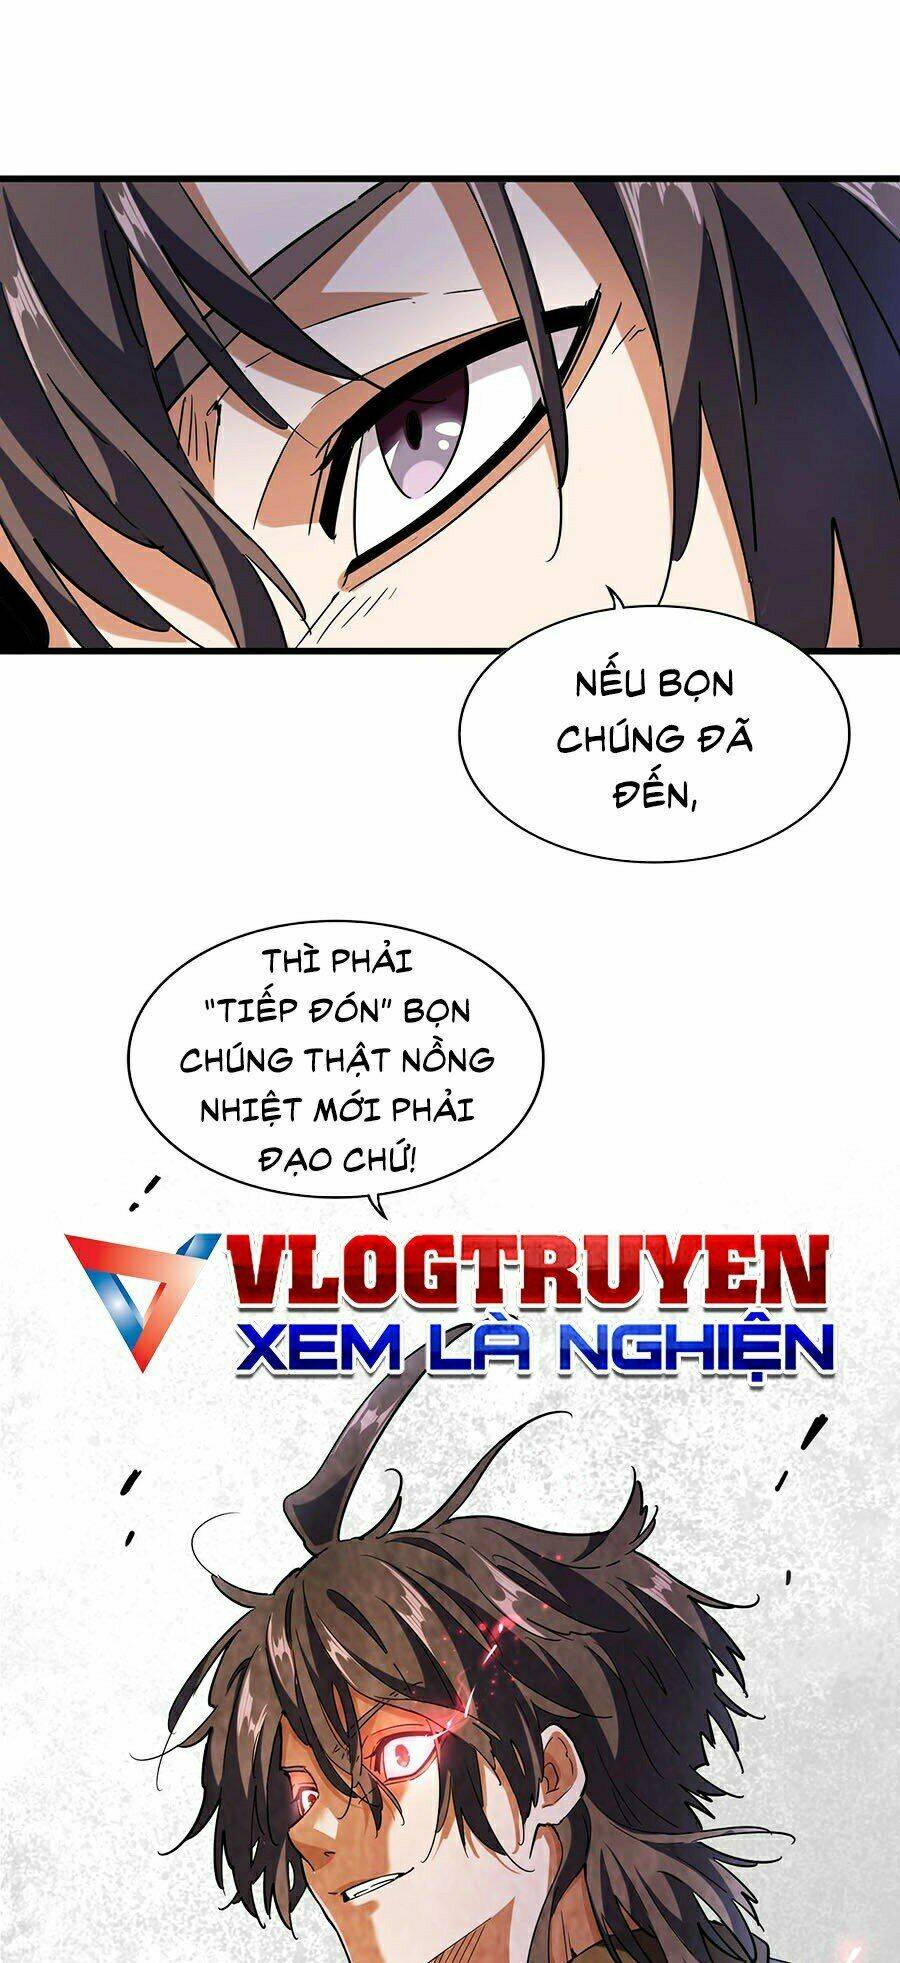 NẾU BỌN
CHÚNG ĐÃ
ĐẾN,
THÌ PHẢI
"TIẾP ĐÓN" BỌN
CHÚNG THẬT NỒNG
NHIỆT MỚI PHẢI
ĐẠO CHỨ!
VLOGTRUYEN
XEM LÀ NGHIỆN